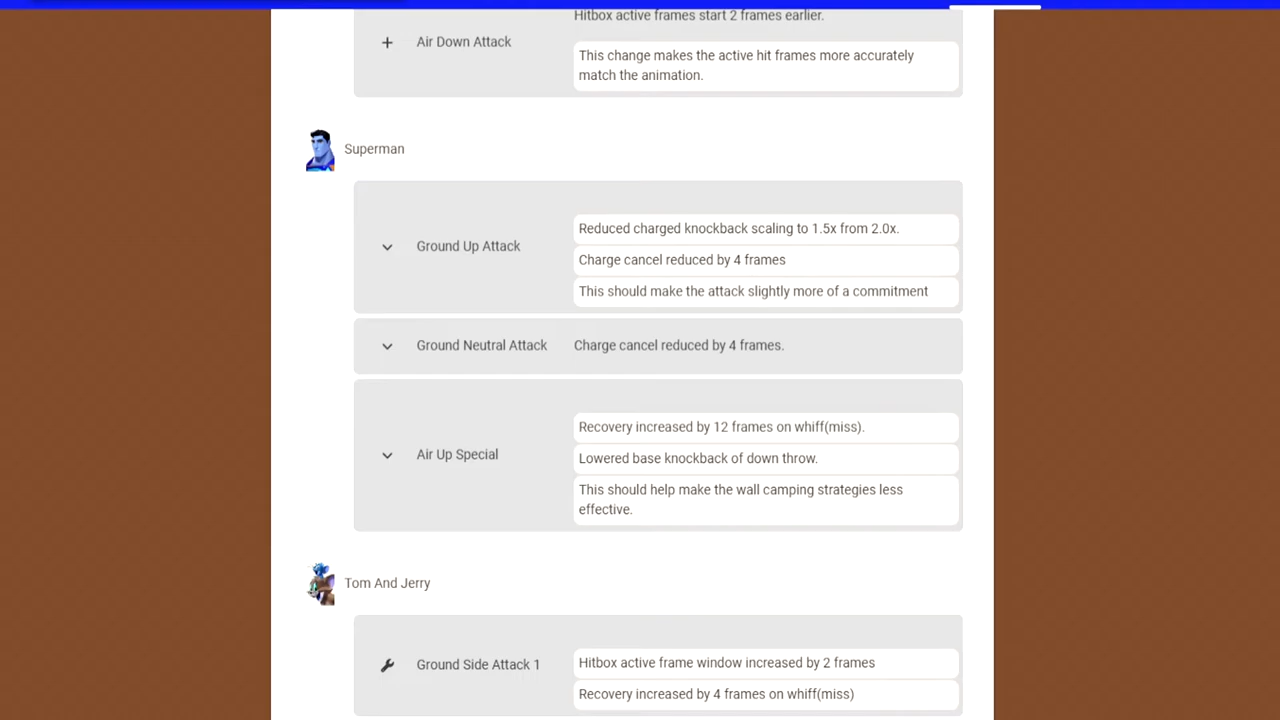 Hitbox active frames start 2 frames earlier.
Air Down Attack
This change makes the active hit frames more accurately
match the animation.
Superman
Ground Up Attack
Reduced charged knockback scaling to 1.5x from 2.0x.
Charge cancel reduced by 4 frames
This should make the attack slightly more of a commitment
Ground Neutral Attack
Charge cancel reduced by 4 frames.
Air Up Special
Recovery increased by 12 frames on whiff(miss).
Lowered base knockback of down throw.
This should help make the wall camping strategies less
effective.
Tom And Jerry
Ground Side Attack 1
Hitbox active frame window increased by 2 frames
Recovery increased by 4 frames on whiff(miss)